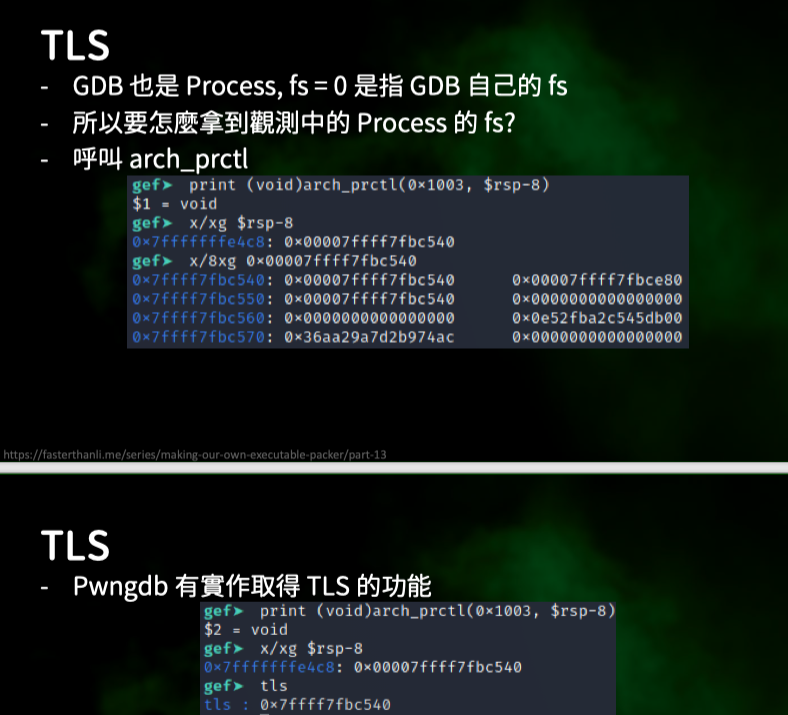 TLS
- GDB 也是 Process, fs = 0 是指 GDB 自己的 fs
- 所以要怎麼拿到觀測中的 Process 的 fs?
- 呼叫 arch_prctl
gef➤ print (void)arch_prctl(0×1003, $rsp-8)
$1 = void
gef➤ x/xg $rsp-8
0×7fffffffe4c8: 0×00007ffff7fbc540
gef➤ x/8xg 0×00007ffff7fbc540
0×7ffff7fbc540: 0×00007ffff7fbc540 0×00007ffff7fbce80
0×7ffff7fbc550: 0×00007ffff7fbc540 0×0000000000000000
0×7ffff7fbc560: 0×0000000000000000 0×0e52fba2c545db00
0×7ffff7fbc570: 0×36aa29a7d2b974ac 0×0000000000000000
https://fasterthanli.me/series/making-our-own-executable-packer/part-13
TLS
- Pwngdb 有實作取得 TLS 的功能
gef➤ print (void)arch_prctl(0×1003, $rsp-8)
$2 = void
gef➤ x/xg $rsp-8
0×7fffffffe4c8: 0×00007ffff7fbc540
gef➤ tls
tls : 0×7ffff7fbc540